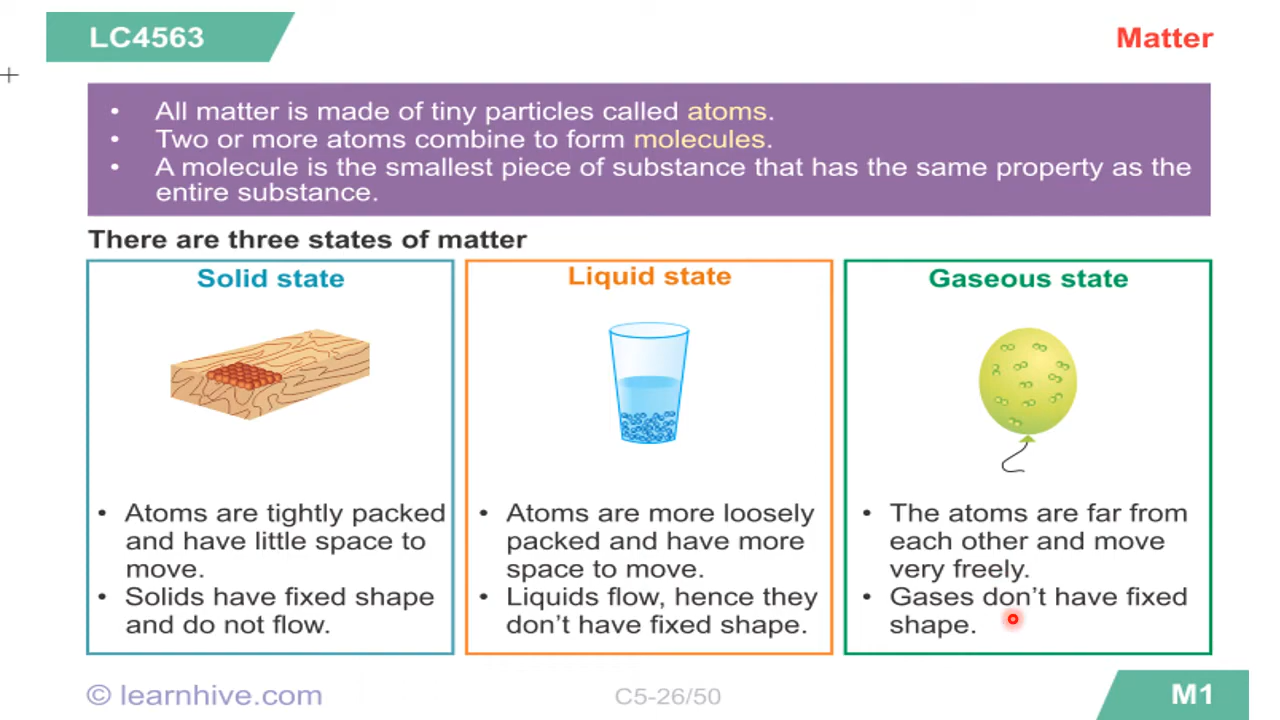 LC4563
Matter
• All matter is made of tiny particles called atoms.
• Two or more atoms combine to form molecules.
• A molecule is the smallest piece of substance that has the same property as the
entire substance.
There are three states of matter
Solid state
• Atoms are tightly packed
and have little space to
move.
• Solids have fixed shape
and do not flow.
Liquid state
• Atoms are more loosely
packed and have more
space to move.
• Liquids flow, hence they
don't have fixed shape.
Gaseous state
• The atoms are far from
each other and move
very freely.
• Gases don't have fixed
shape.
© learnhive.com
C5-26/50
M1